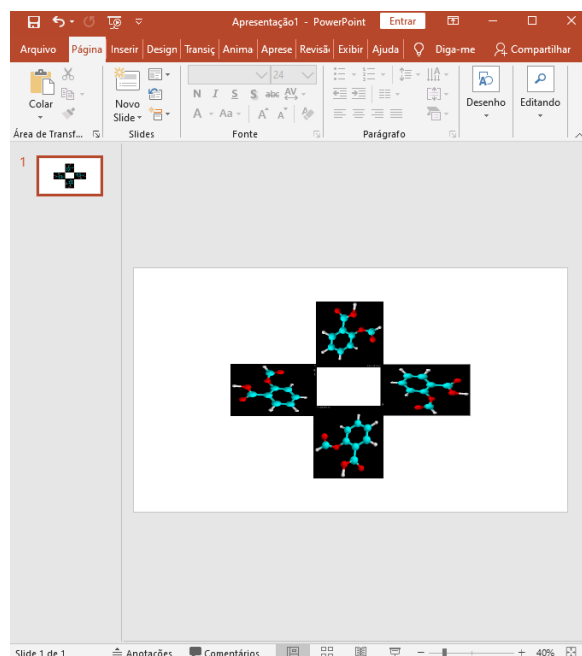 Apresentação1 - PowerPoint Entrar
Arquivo Página Inserir Design Transiç Anima Aprese Revisã Exibir Ajuda Diga-me Compartilhar
24
N I S S abc AV
A Aa A A
Colar Novo Slide Desenho Editando
Área de Transf... Slides Fonte Parágrafo
1
Slide 1 de 1 Anotações Comentários 40%